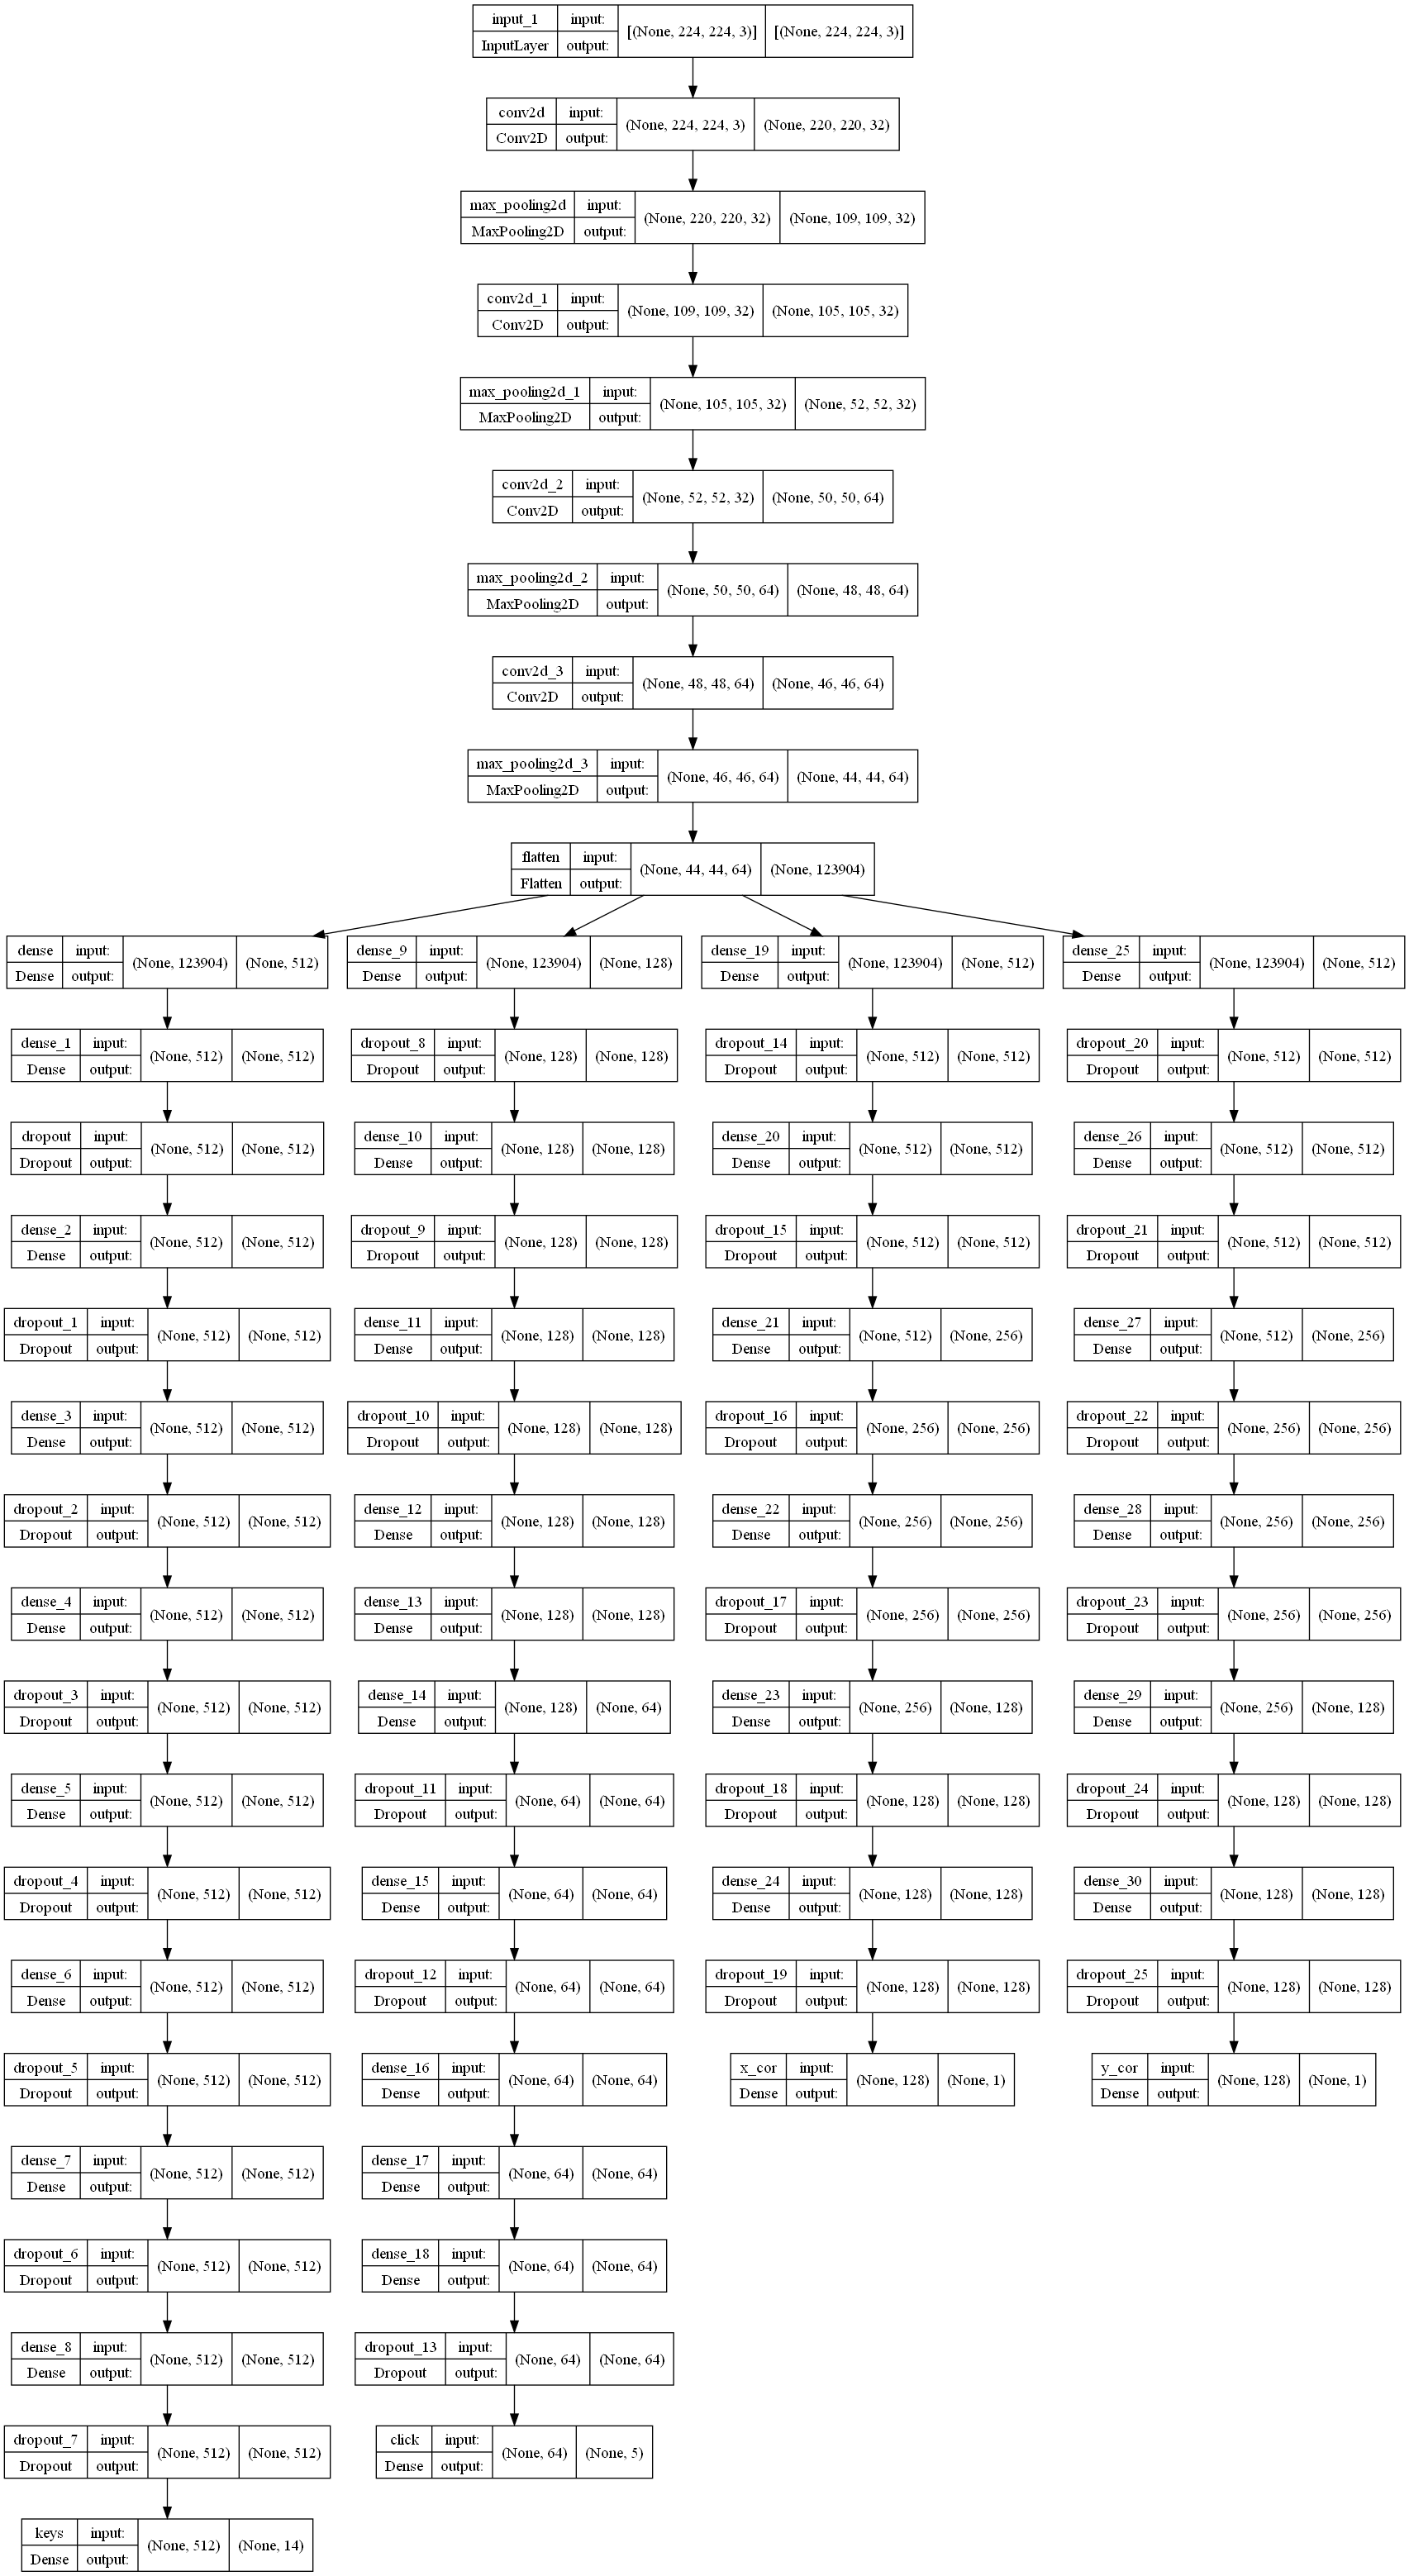 input_1 input: [(None, 224, 224, 3)] [(None, 224, 224, 3)]
InputLayer output:
conv2d input: (None, 224, 224, 3) (None, 220, 220, 32)
Conv2D output:
max_pooling2d input: (None, 220, 220, 32) (None, 109, 109, 32)
MaxPooling2D output:
conv2d_1 input: (None, 109, 109, 32) (None, 105, 105, 32)
Conv2D output:
max_pooling2d_1 input: (None, 105, 105, 32) (None, 52, 52, 32)
MaxPooling2D output:
conv2d_2 input: (None, 52, 52, 32) (None, 50, 50, 64)
Conv2D output:
max_pooling2d_2 input: (None, 50, 50, 64) (None, 48, 48, 64)
MaxPooling2D output:
conv2d_3 input: (None, 48, 48, 64) (None, 46, 46, 64)
Conv2D output:
max_pooling2d_3 input: (None, 46, 46, 64) (None, 44, 44, 64)
MaxPooling2D output:
flatten input: (None, 44, 44, 64) (None, 123904)
Flatten output:
dense input: (None, 123904) (None, 512)
Dense output:
dense_1 input: (None, 512) (None, 512)
Dense output:
dropout input: (None, 512) (None, 512)
Dropout output:
dense_2 input: (None, 512) (None, 512)
Dense output:
dropout_1 input: (None, 512) (None, 512)
Dropout output:
dense_3 input: (None, 512) (None, 512)
Dense output:
dropout_2 input: (None, 512) (None, 512)
Dropout output:
dense_4 input: (None, 512) (None, 512)
Dense output:
dropout_3 input: (None, 512) (None, 512)
Dropout output:
dense_5 input: (None, 512) (None, 512)
Dense output:
dropout_4 input: (None, 512) (None, 512)
Dropout output:
dense_6 input: (None, 512) (None, 512)
Dense output:
dropout_5 input: (None, 512) (None, 512)
Dropout output:
dense_7 input: (None, 512) (None, 512)
Dense output:
dropout_6 input: (None, 512) (None, 512)
Dropout output:
dense_8 input: (None, 512) (None, 512)
Dense output:
dropout_7 input: (None, 512) (None, 512)
Dropout output:
keys input: (None, 512) (None, 14)
Dense output:
dense_9 input: (None, 123904) (None, 128)
Dense output:
dropout_8 input: (None, 128) (None, 128)
Dropout output:
dense_10 input: (None, 128) (None, 128)
Dense output:
dropout_9 input: (None, 128) (None, 128)
Dropout output:
dense_11 input: (None, 128) (None, 128)
Dense output:
dropout_10 input: (None, 128) (None, 128)
Dropout output:
dense_12 input: (None, 128) (None, 128)
Dense output:
dense_13 input: (None, 128) (None, 128)
Dense output:
dense_14 input: (None, 128) (None, 64)
Dense output:
dropout_11 input: (None, 64) (None, 64)
Dropout output:
dense_15 input: (None, 64) (None, 64)
Dense output:
dropout_12 input: (None, 64) (None, 64)
Dropout output:
dense_16 input: (None, 64) (None, 64)
Dense output:
dense_17 input: (None, 64) (None, 64)
Dense output:
dense_18 input: (None, 64) (None, 64)
Dense output:
dropout_13 input: (None, 64) (None, 64)
Dropout output:
click input: (None, 64) (None, 5)
Dense output:
dense_19 input: (None, 123904) (None, 512)
Dense output:
dropout_14 input: (None, 512) (None, 512)
Dropout output:
dense_20 input: (None, 512) (None, 512)
Dense output:
dropout_15 input: (None, 512) (None, 512)
Dropout output:
dense_21 input: (None, 512) (None, 256)
Dense output:
dropout_16 input: (None, 256) (None, 256)
Dropout output:
dense_22 input: (None, 256) (None, 256)
Dense output:
dropout_17 input: (None, 256) (None, 256)
Dropout output:
dense_23 input: (None, 256) (None, 128)
Dense output:
dropout_18 input: (None, 128) (None, 128)
Dropout output:
dense_24 input: (None, 128) (None, 128)
Dense output:
dropout_19 input: (None, 128) (None, 128)
Dropout output:
x_cor input: (None, 128) (None, 1)
Dense output:
dense_25 input: (None, 123904) (None, 512)
Dense output:
dropout_20 input: (None, 512) (None, 512)
Dropout output:
dense_26 input: (None, 512) (None, 512)
Dense output:
dropout_21 input: (None, 512) (None, 512)
Dropout output:
dense_27 input: (None, 512) (None, 256)
Dense output:
dropout_22 input: (None, 256) (None, 256)
Dropout output:
dense_28 input: (None, 256) (None, 256)
Dense output:
dropout_23 input: (None, 256) (None, 256)
Dropout output:
dense_29 input: (None, 256) (None, 128)
Dense output:
dropout_24 input: (None, 128) (None, 128)
Dropout output:
dense_30 input: (None, 128) (None, 128)
Dense output:
dropout_25 input: (None, 128) (None, 128)
Dropout output:
y_cor input: (None, 128) (None, 1)
Dense output: